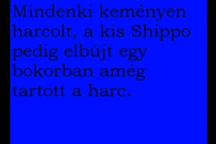 Mindenki keményen
harcolt, a kis Shippo
pedig elbújt egy
bokorban amég
tartott a harc.